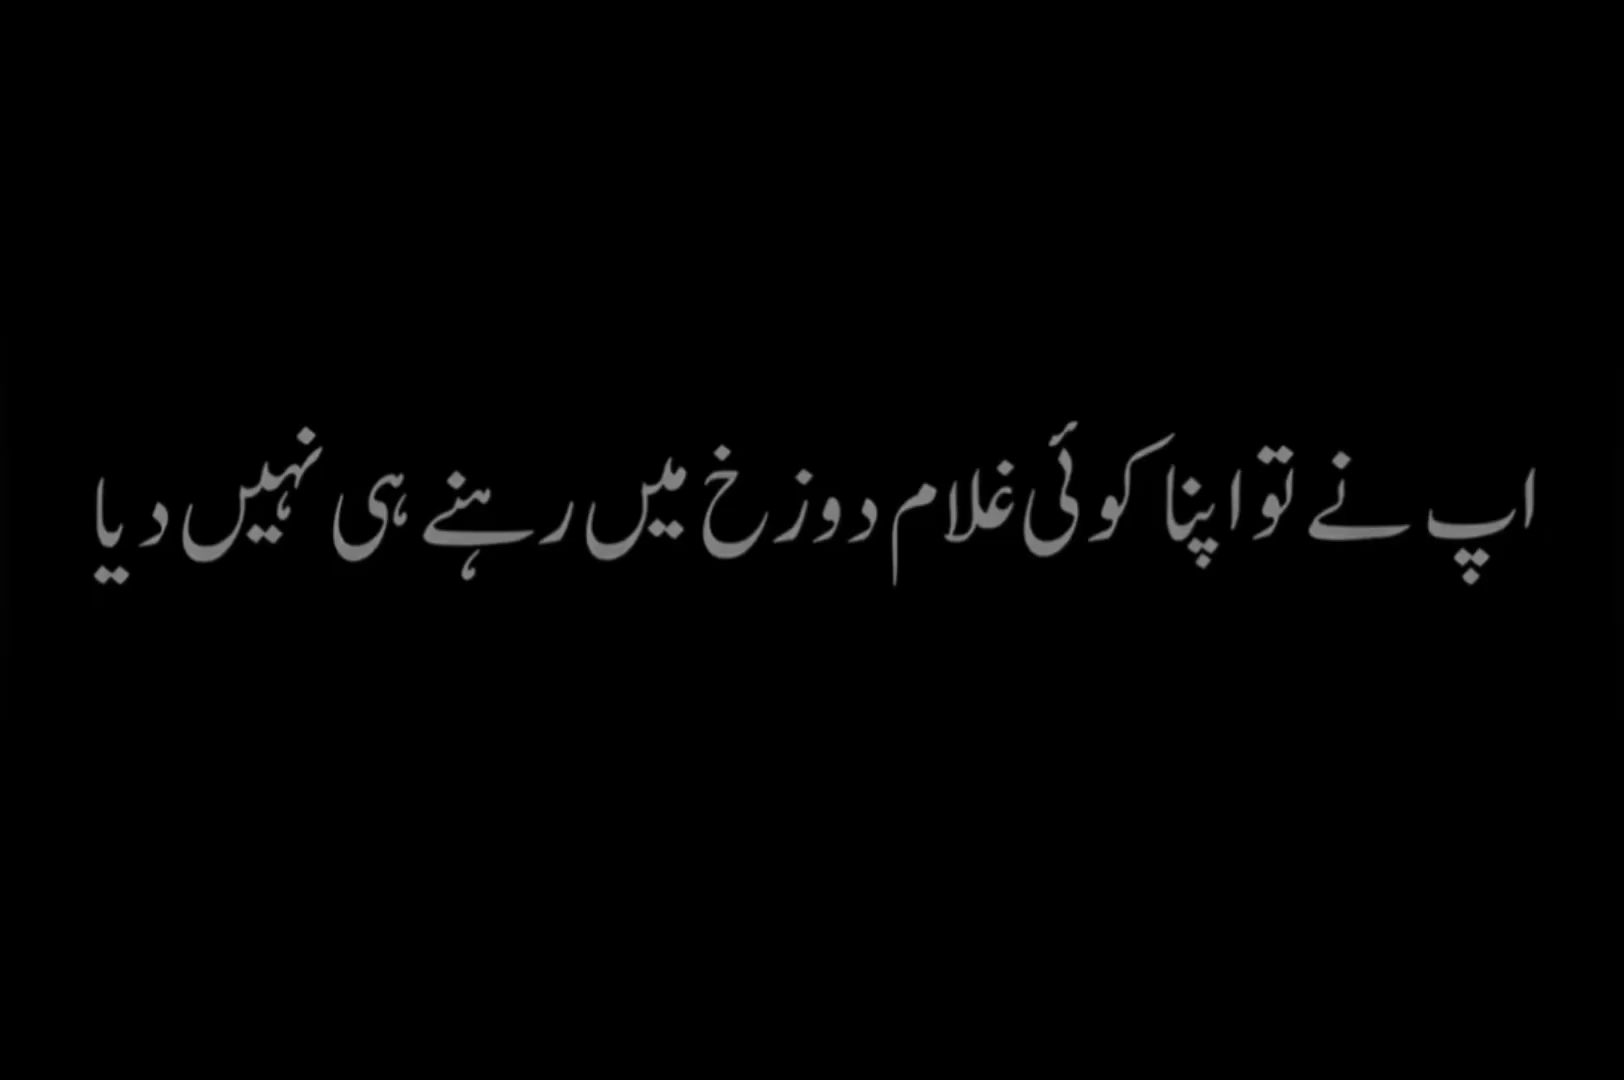 اپ نے تو اپنا کوئی غلام دوزخ میں رہنے ہی نہیں دیا